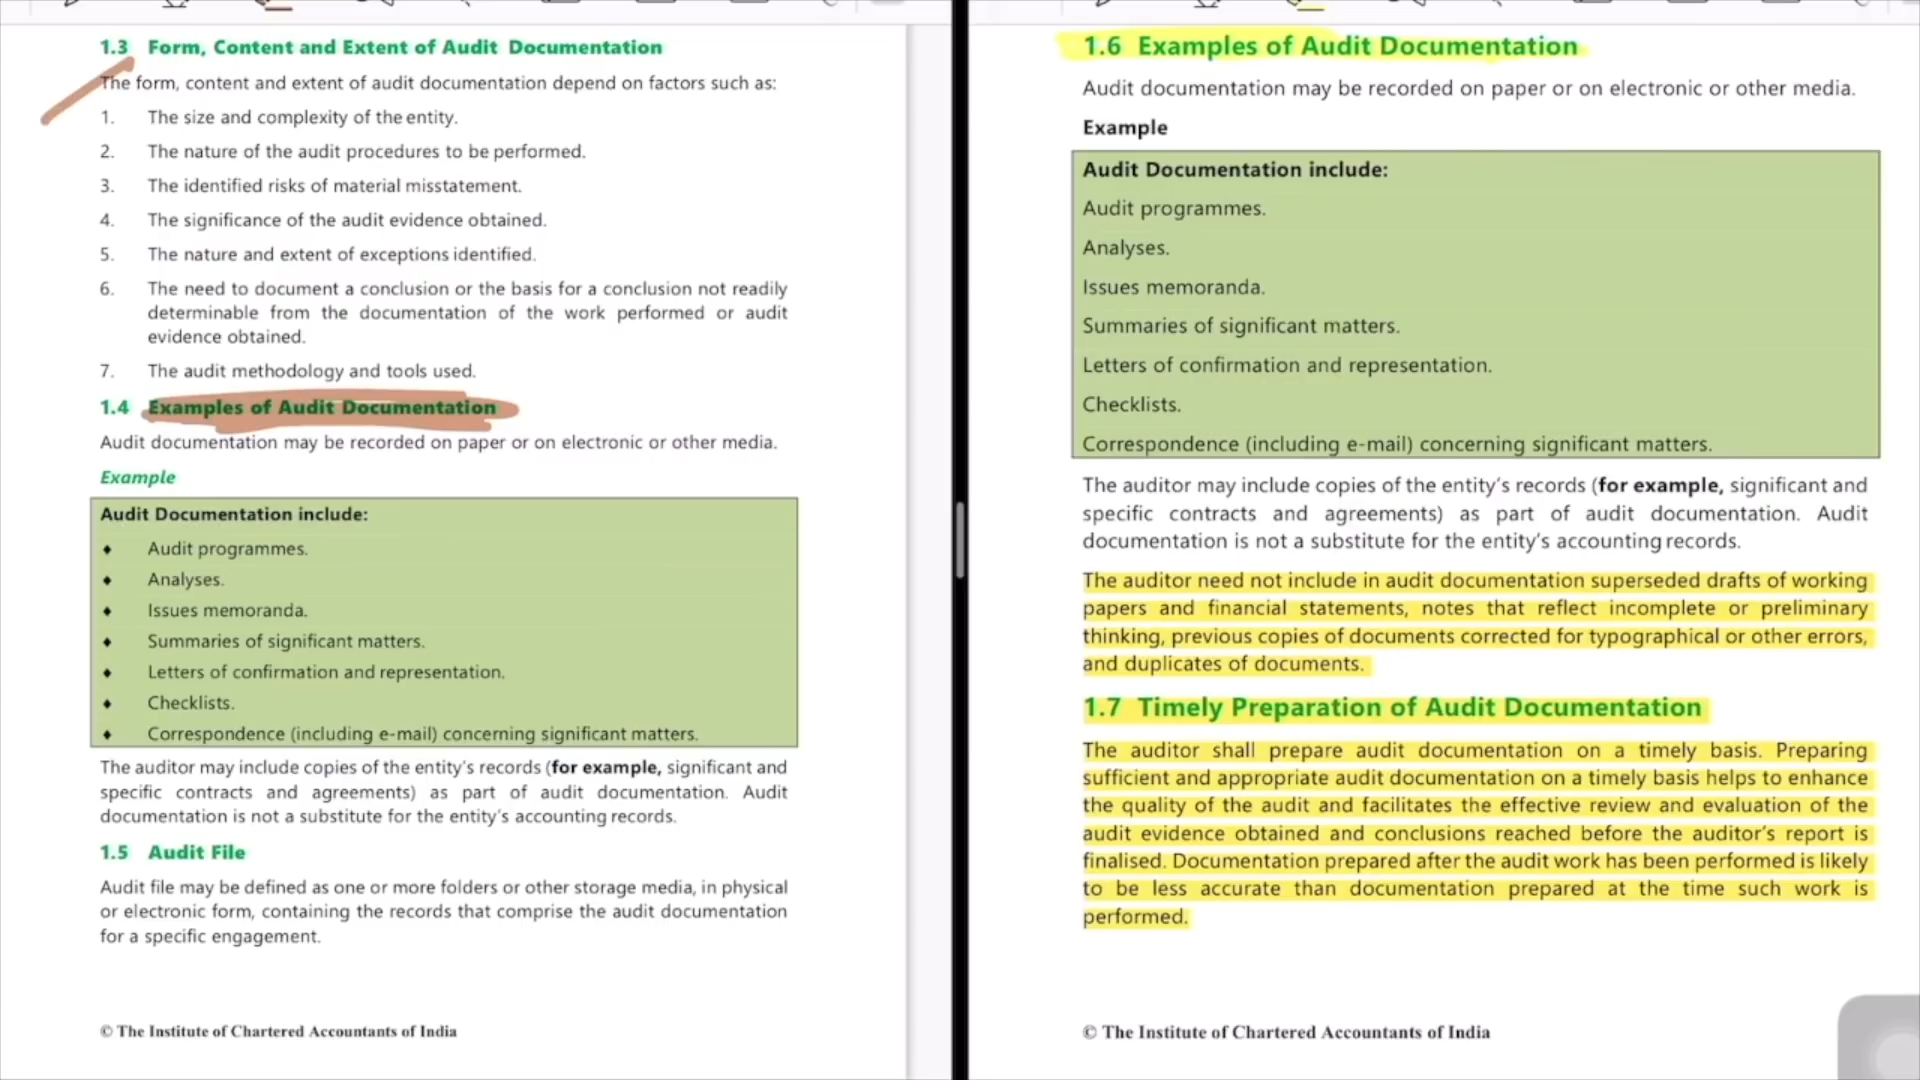 1.3 Form, Content and Extent of Audit Documentation
The form, content and extent of audit documentation depend on factors such as:
1. The size and complexity of the entity.
2. The nature of the audit procedures to be performed.
3. The identified risks of material misstatement.
4. The significance of the audit evidence obtained.
5. The nature and extent of exceptions identified.
6. The need to document a conclusion or the basis for a conclusion not readily
determinable from the documentation of the work performed or audit
evidence obtained.
7. The audit methodology and tools used.
1.4 Examples of Audit Documentation
Audit documentation may be recorded on paper or on electronic or other media.
Example
Audit Documentation include:
♦ Audit programmes.
♦ Analyses.
♦ Issues memoranda.
♦ Summaries of significant matters.
♦ Letters of confirmation and representation.
♦ Checklists.
♦ Correspondence (including e-mail) concerning significant matters.
The auditor may include copies of the entity's records (for example, significant and
specific contracts and agreements) as part of audit documentation. Audit
documentation is not a substitute for the entity's accounting records.
1.5 Audit File
Audit file may be defined as one or more folders or other storage media, in physical
or electronic form, containing the records that comprise the audit documentation
for a specific engagement.
© The Institute of Chartered Accountants of India
1.6 Examples of Audit Documentation
Audit documentation may be recorded on paper or on electronic or other media.
Example
Audit Documentation include:
Audit programmes.
Analyses.
Issues memoranda.
Summaries of significant matters.
Letters of confirmation and representation.
Checklists.
Correspondence (including e-mail) concerning significant matters.
The auditor may include copies of the entity's records (for example, significant and
specific contracts and agreements) as part of audit documentation. Audit
documentation is not a substitute for the entity's accounting records.
The auditor need not include in audit documentation superseded drafts of working
papers and financial statements, notes that reflect incomplete or preliminary
thinking, previous copies of documents corrected for typographical or other errors,
and duplicates of documents.
1.7 Timely Preparation of Audit Documentation
The auditor shall prepare audit documentation on a timely basis. Preparing
sufficient and appropriate audit documentation on a timely basis helps to enhance
the quality of the audit and facilitates the effective review and evaluation of the
audit evidence obtained and conclusions reached before the auditor's report is
finalised. Documentation prepared after the audit work has been performed is likely
to be less accurate than documentation prepared at the time such work is
performed.
© The Institute of Chartered Accountants of India